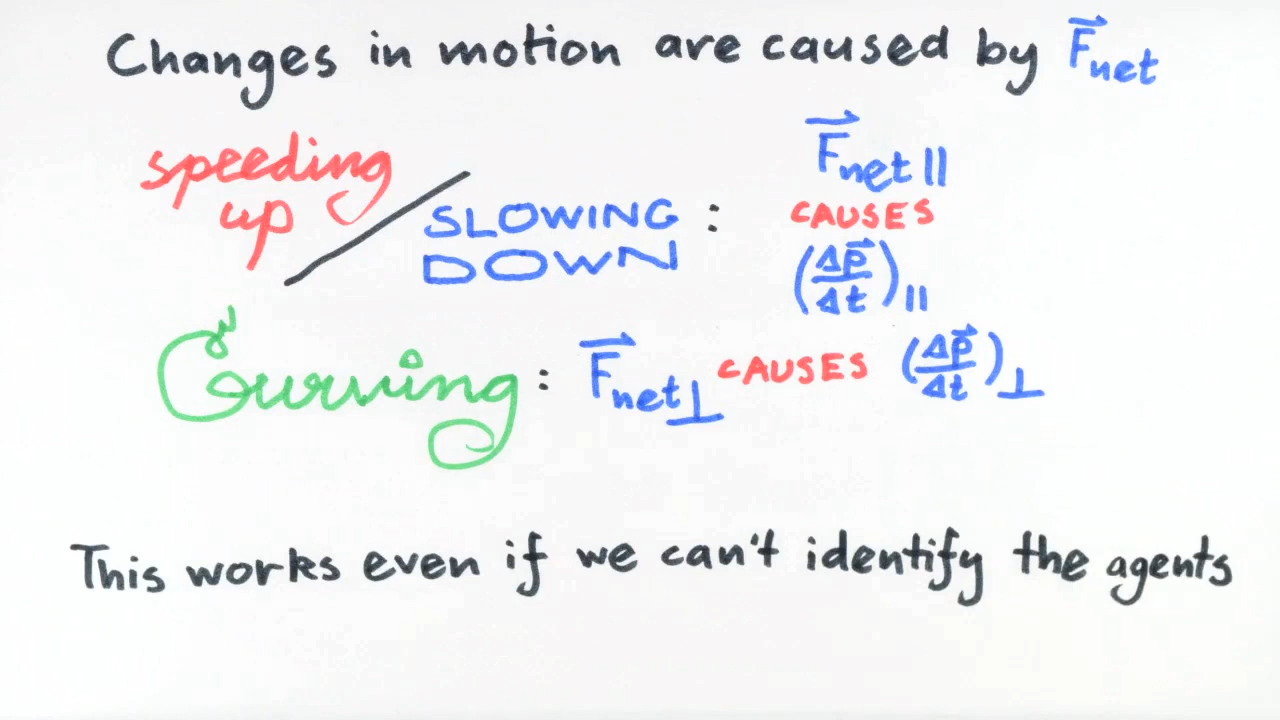 Changes in motion are caused by F⃗net
speeding up / SLOWING DOWN : F⃗net∥ CAUSES (Δp⃗/Δt)∥
Curving : F⃗net⊥ CAUSES (Δp⃗/Δt)⊥
This works even if we can't identify the agents